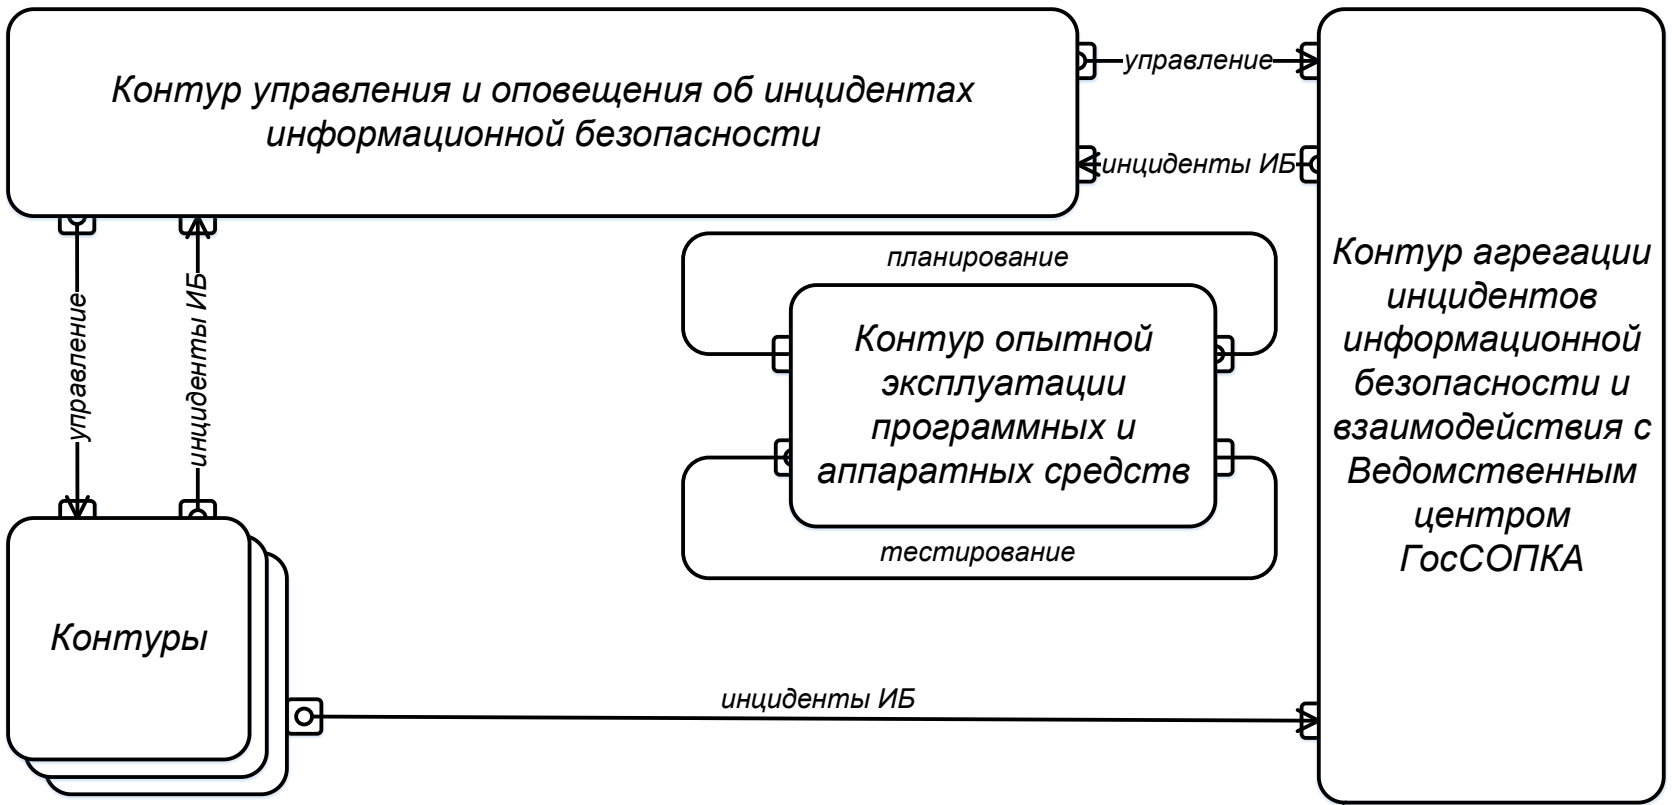 Контур управления и оповещения об инцидентах
информационной безопасности
управление
инциденты ИБ
управление
инциденты ИБ
планирование
Контур опытной
эксплуатации
программных и
аппаратных средств
тестирование
Контур агрегации
инцидентов
информационной
безопасности и
взаимодействия с
Ведомственным
центром
ГосСОПКА
Контуры
инциденты ИБ